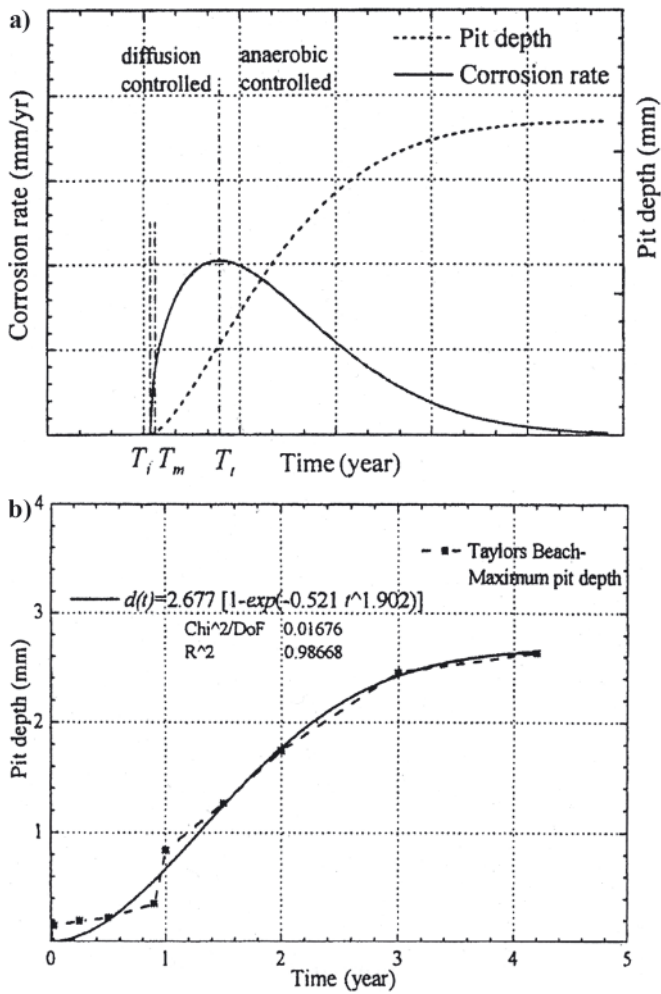 a)
diffusion controlled
anaerobic controlled
Pit depth
Corrosion rate
Corrosion rate (mm/yr)
Pit depth (mm)
T_i T_m T_t Time (year)
b)
4
3
2
1
0
Pit depth (mm)
Taylors Beach-
Maximum pit depth
d(t)=2.677 [1-exp(-0.521 t^1.902)]
Chi^2/DoF 0.01676
R^2 0.98668
0 1 2 3 4 5
Time (year)